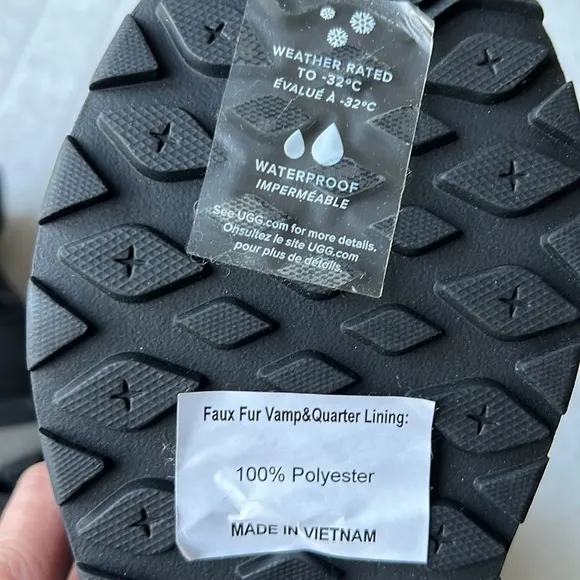 WEATHER RATED
TO -32°C
ÉVALUÉ À -32°C
WATERPROOF
IMPERMÉABLE
See UGG.com for more details.
Consultez le site UGG.com
pour plus de détails.
Faux Fur Vamp&Quarter Lining:
100% Polyester
MADE IN VIETNAM